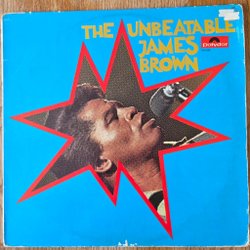 THE UNBEATABLE
JAMES
BROWN
Polydor